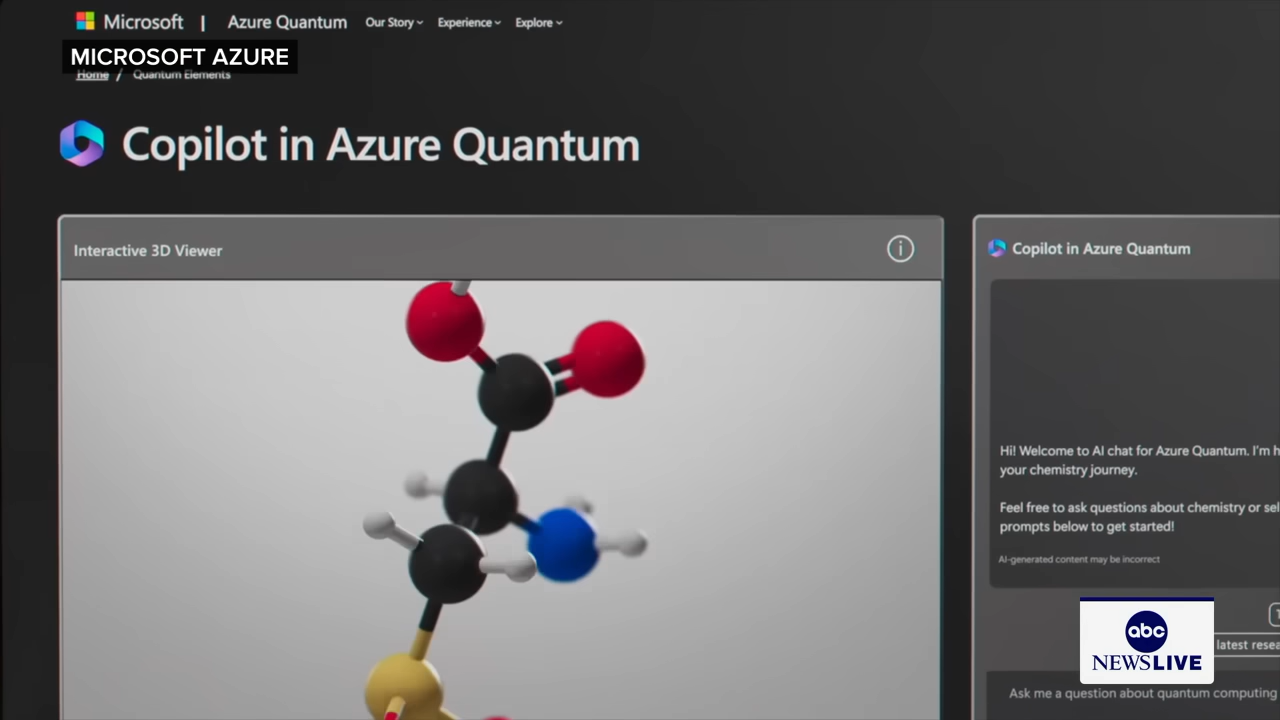 Microsoft | Azure Quantum Our Story Experience Explore
MICROSOFT AZURE
Home / Quantum Elements
Copilot in Azure Quantum
Interactive 3D Viewer
Copilot in Azure Quantum
Hi! Welcome to AI chat for Azure Quantum. I'm
your chemistry journey.
Feel free to ask questions about chemistry or
prompts below to get started!
AI-generated content may be incorrect
latest
Ask me a question about quantum computing
abc
NEWS LIVE